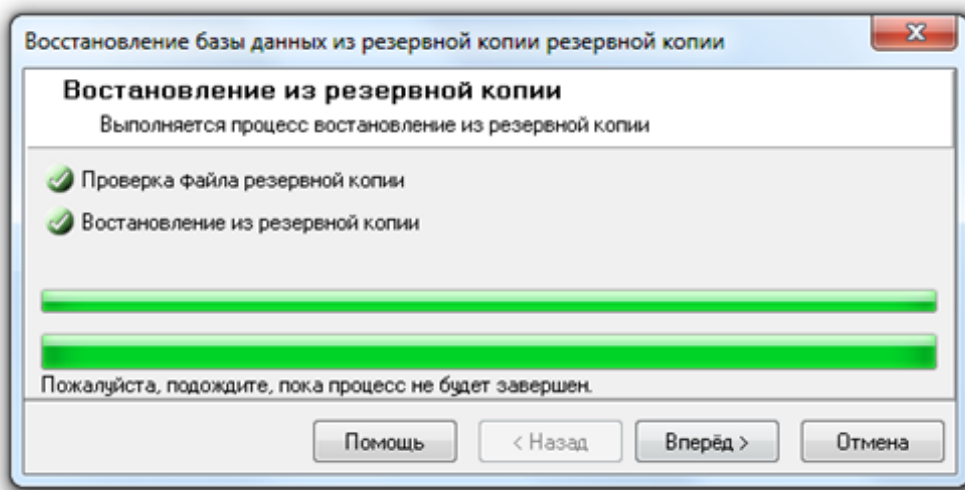 Восстановление базы данных из резервной копии резервной копии
Востановление из резервной копии
Выполняется процесс востановление из резервной копии
Проверка файла резервной копии
Востановление из резервной копии
Пожалуйста, подождите, пока процесс не будет завершен.
Помощь
< Назад
Вперёд >
Отмена